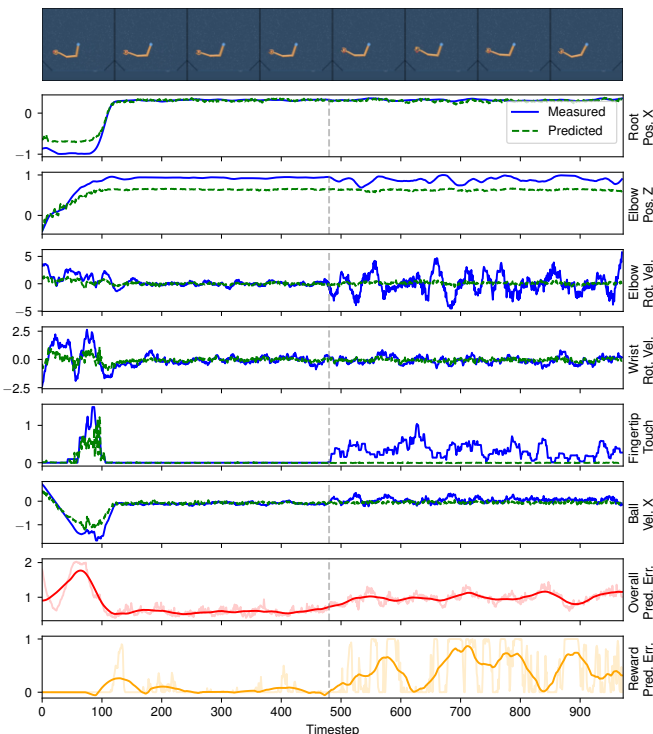 0
−1
Measured
Predicted
Root
Pos. X
1
0
Elbow
Pos. Z
5
0
−5
Elbow
Rot. Vel.
2.5
0.0
−2.5
Wrist
Rot. Vel.
1
0
Fingertip
Touch
0
−1
Ball
Vel. X
2
1
Overall
Pred. Err.
1
0
Reward
Pred. Err.
0 100 200 300 400 500 600 700 800 900
Timestep